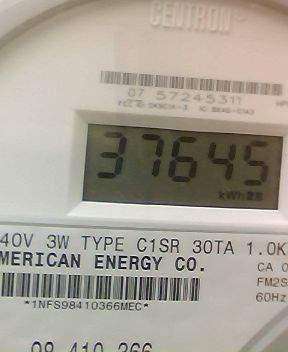 CENTRON
07 57245311
37645
kWh
40V 3W TYPE C1SR 30TA 1.0K
MERICAN ENERGY CO.
CA 0
FM2S
60Hz
*1NFS98410366MEC*
98 410 366